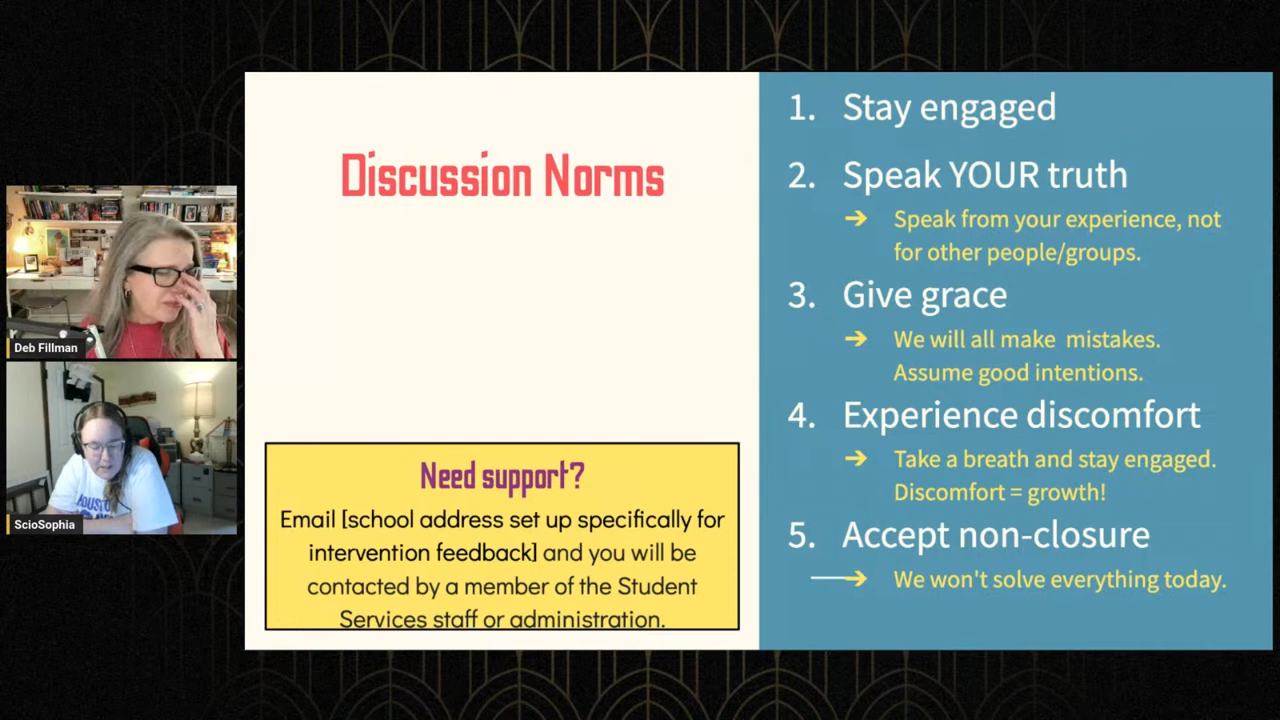 Discussion Norms
Need support?
Email [school address set up specifically for
intervention feedback] and you will be
contacted by a member of the Student
Services staff or administration.
1. Stay engaged
2. Speak YOUR truth
➔ Speak from your experience, not
for other people/groups.
3. Give grace
➔ We will all make mistakes.
Assume good intentions.
4. Experience discomfort
➔ Take a breath and stay engaged.
Discomfort = growth!
5. Accept non-closure
➔ We won't solve everything today.
Deb Fillman
ScioSophia